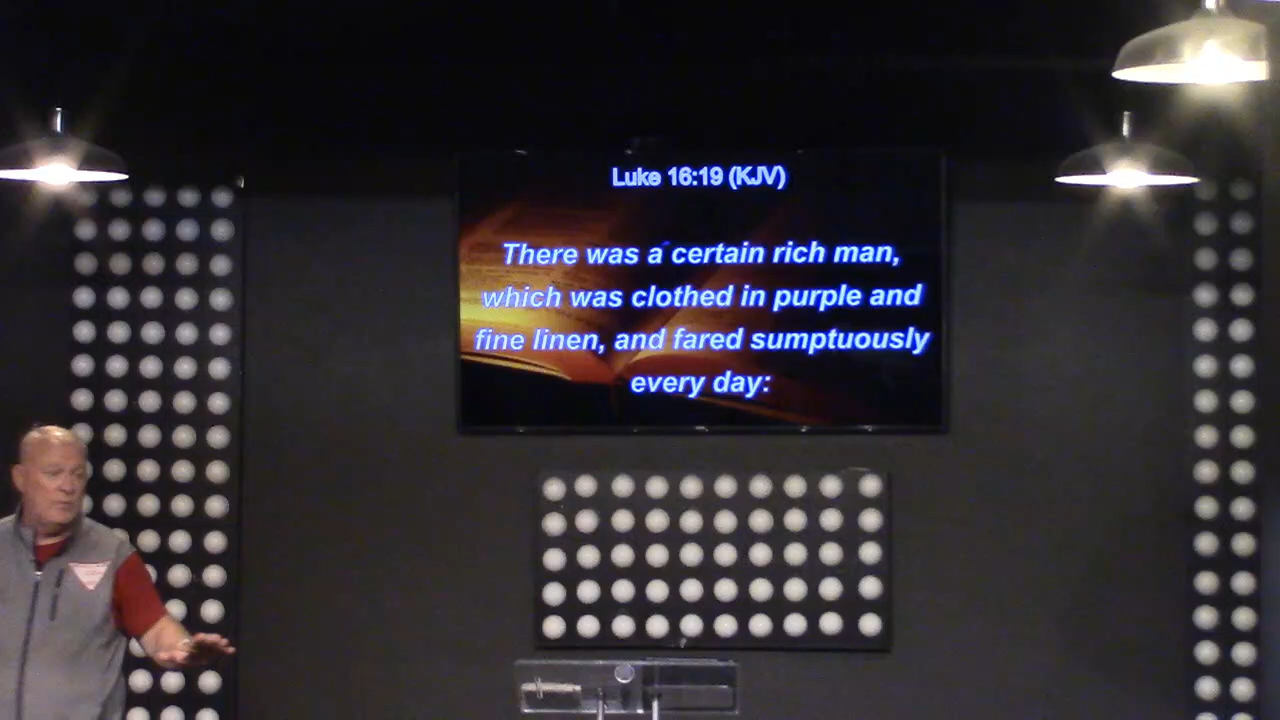 Luke 16:19 (KJV)
There was a certain rich man,
which was clothed in purple and
fine linen, and fared sumptuously
every day: